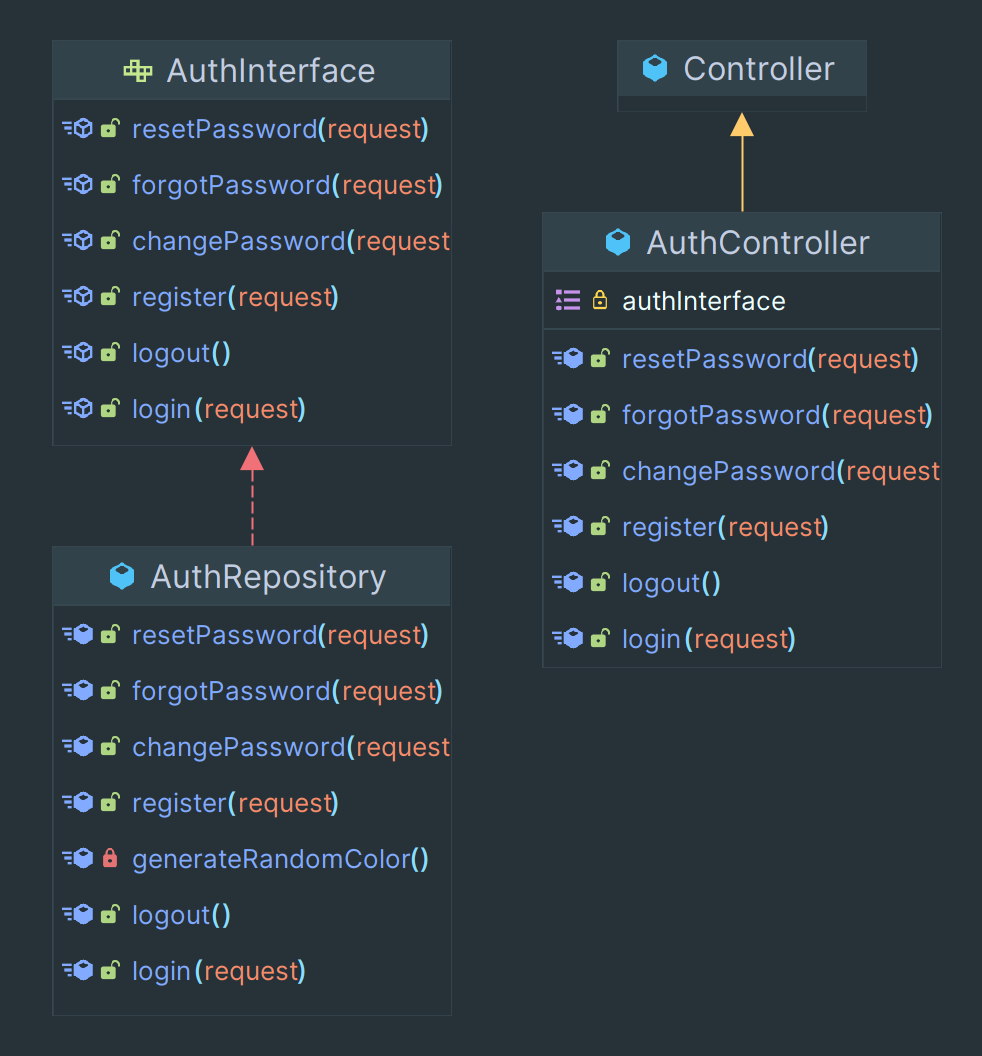 AuthInterface
resetPassword(request)
forgotPassword(request)
changePassword(request
register(request)
logout()
login(request)
AuthRepository
resetPassword(request)
forgotPassword(request)
changePassword(request
register(request)
generateRandomColor()
logout()
login(request)
Controller
AuthController
authInterface
resetPassword(request)
forgotPassword(request)
changePassword(request
register(request)
logout()
login(request)